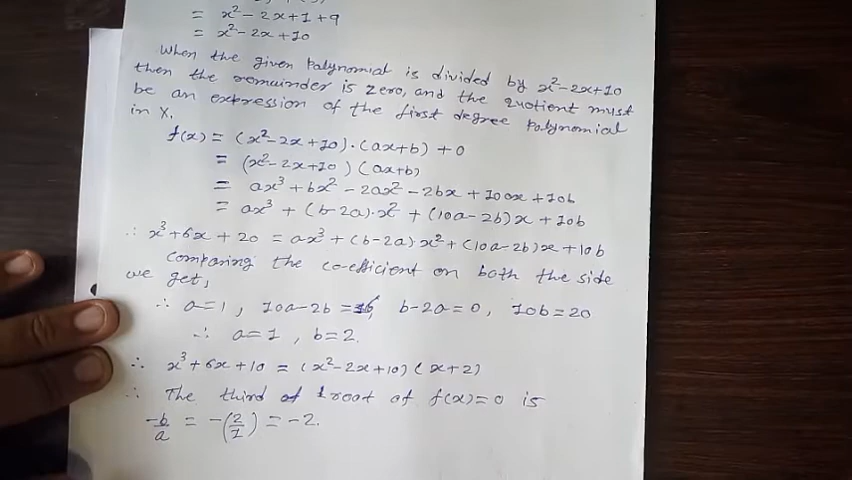 = x² - 2x + 1 + 9
= x² - 2x + 10
When the given Polynomial is divided by x² - 2x + 10
then the remainder is zero, and the quotient must
be an expression of the first degree Polynomial
in X.
f(x) = (x² - 2x + 10) · (ax + b) + 0
= (x² - 2x + 10) (ax + b)
= ax³ + bx² - 2ax² - 2bx + 10ax + 10b
= ax³ + (b - 2a) · x² + (10a - 2b) x + 10b
∴ x³ + 6x + 20 = ax³ + (b - 2a) x² + (10a - 2b) x + 10b
comparing the co-efficient on both the side
we get,
∴ a = 1, 10a - 2b = 6, b - 2a = 0, 10b = 20
∴ a = 1, b = 2.
∴ x³ + 6x + 10 = (x² - 2x + 10) (x + 2)
∴ The third root of f(x) = 0 is
-b/a = -(2/1) = -2.